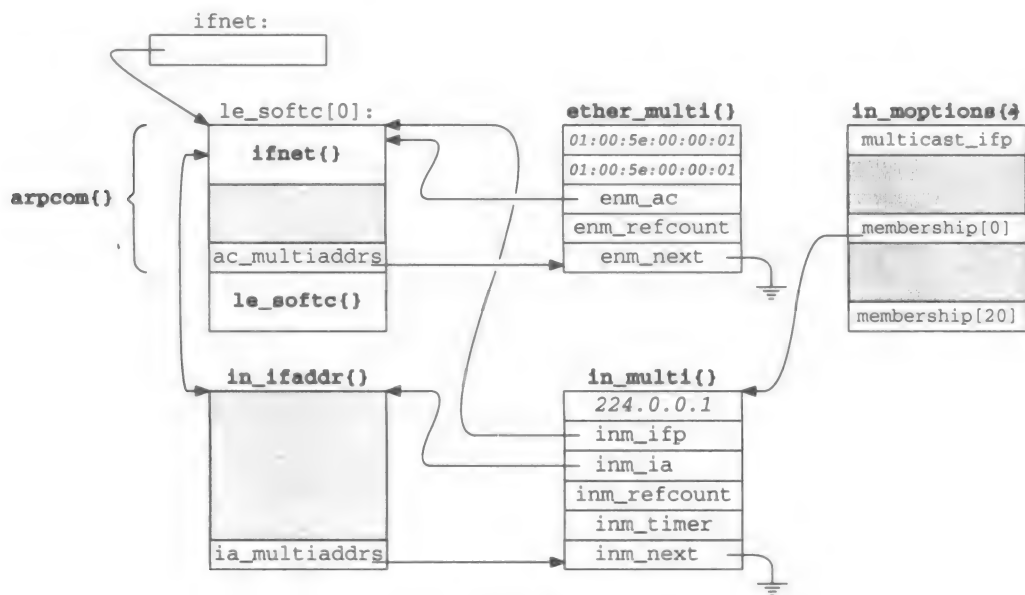 ifnet:
le_softc[0]:
ifnet{}
arpcom{}
ac_multiaddrs
le_softc{}
ether_multi{}
01:00:5e:00:00:01
01:00:5e:00:00:01
enm_ac
enm_refcount
enm_next
in_moptions{}
multicast_ifp
membership[0]
membership[20]
in_ifaddr{}
ia_multiaddrs
in_multi{}
224.0.0.1
inm_ifp
inm_ia
inm_refcount
inm_timer
inm_next